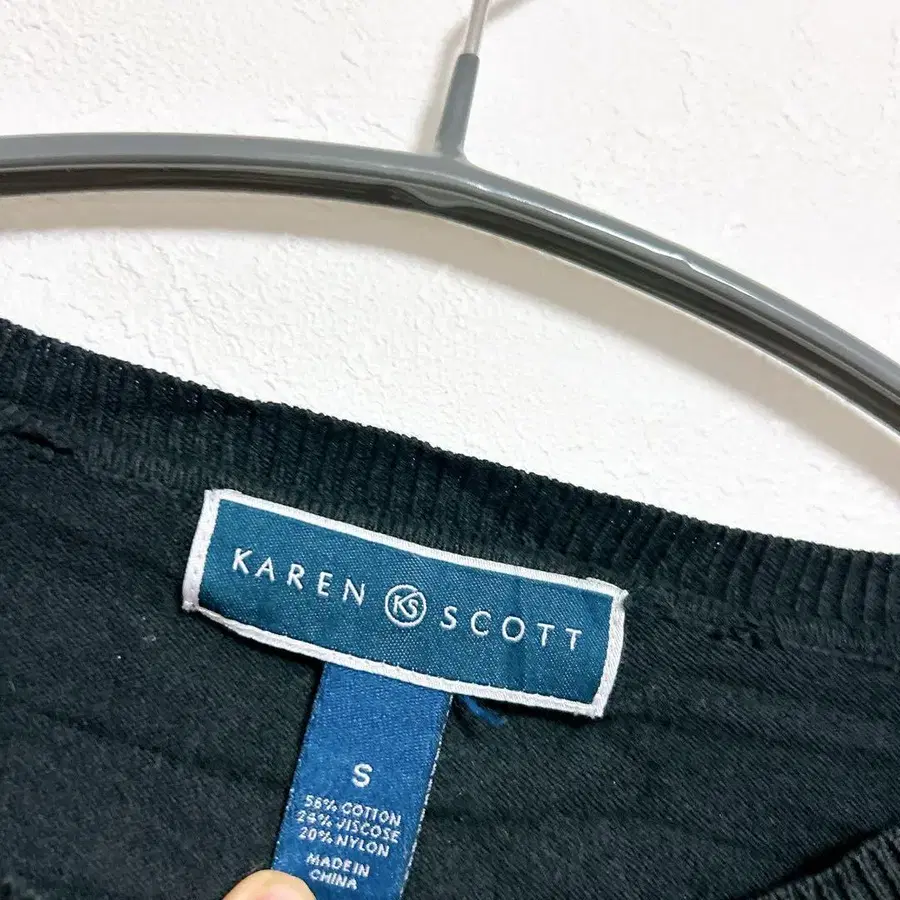 KAREN KS SCOTT
S
56% COTTON
24% VISCOSE
20% NYLON
MADE IN
CHINA